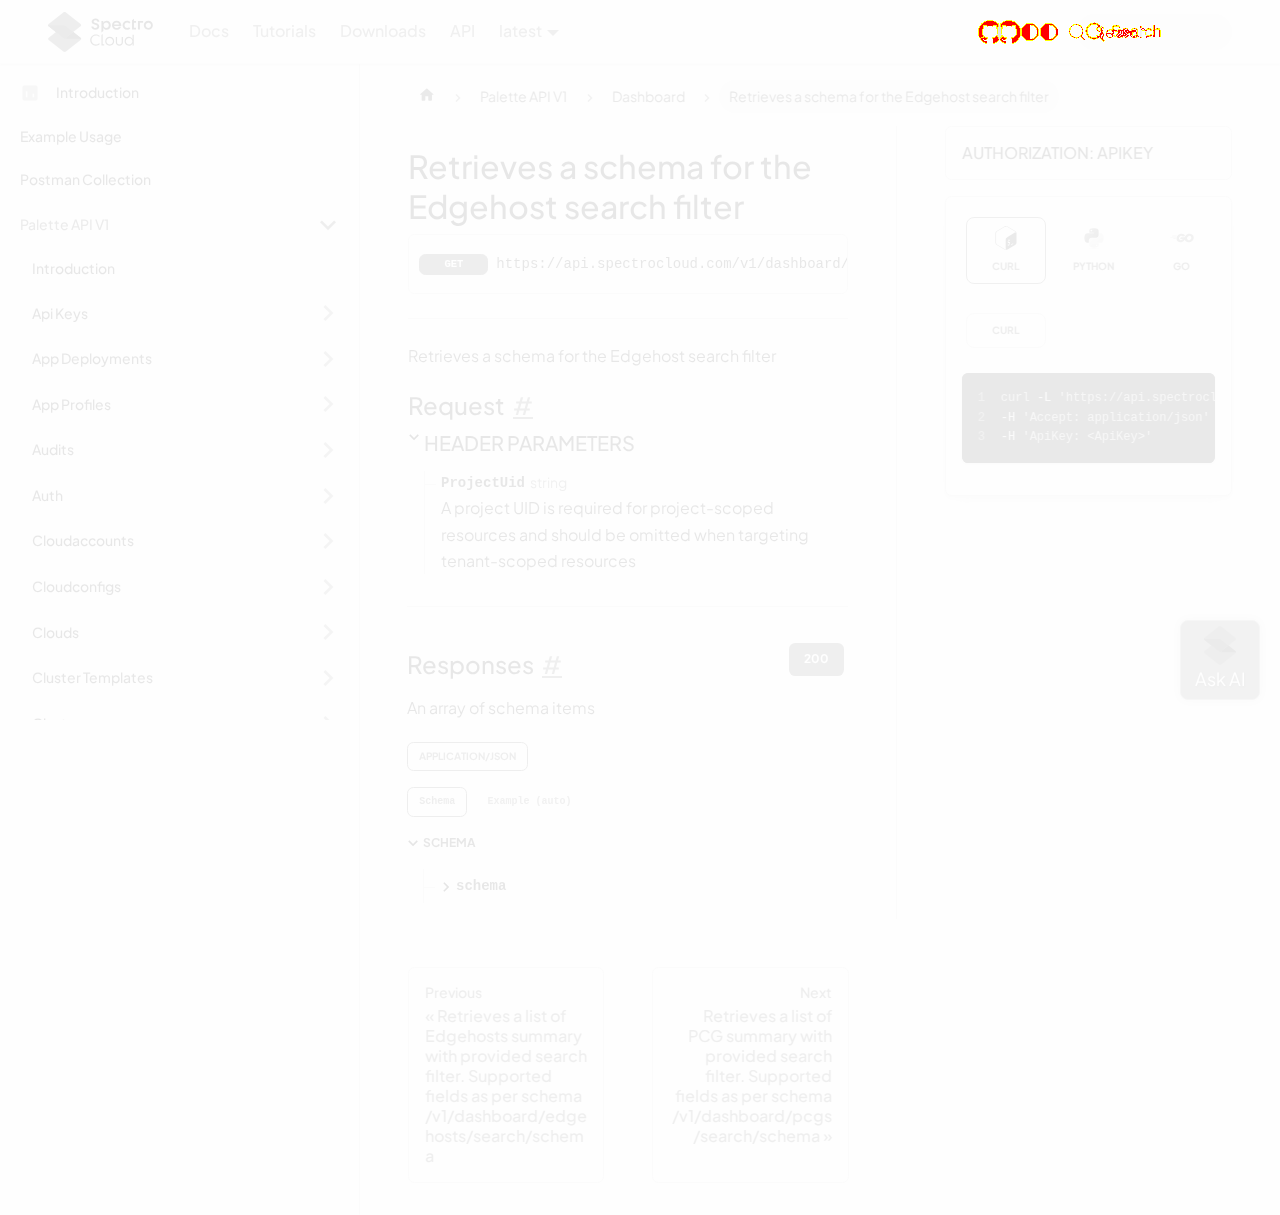 Spectro
Cloud
Docs
Tutorials
Downloads
API
latest
Introduction
Example Usage
Postman Collection
Palette API V1
Introduction
Api Keys
App Deployments
App Profiles
Audits
Auth
Cloudaccounts
Cloudconfigs
Clouds
Cluster Templates
Palette API V1
Dashboard
Retrieves a schema for the Edgehost search filter
Retrieves a schema for the
Edgehost search filter
GET https://api.spectrocloud.com/v1/dashboard/
Retrieves a schema for the Edgehost search filter
Request #
HEADER PARAMETERS
ProjectUid string
A project UID is required for project-scoped
resources and should be omitted when targeting
tenant-scoped resources
Responses #
200
An array of schema items
APPLICATION/JSON
Schema
Example (auto)
SCHEMA
schema
Previous
« Retrieves a list of
Edgehosts summary
with provided search
filter. Supported
fields as per schema
/v1/dashboard/edge
hosts/search/schem
a
Next
Retrieves a list of
PCG summary with
provided search
filter. Supported
fields as per schema
/v1/dashboard/pcgs
/search/schema »
AUTHORIZATION: APIKEY
CURL
PYTHON
GO
GO
CURL
1 curl -L 'https://api.spectrocl
2 -H 'Accept: application/json'
3 -H 'ApiKey: <ApiKey>'
Ask AI